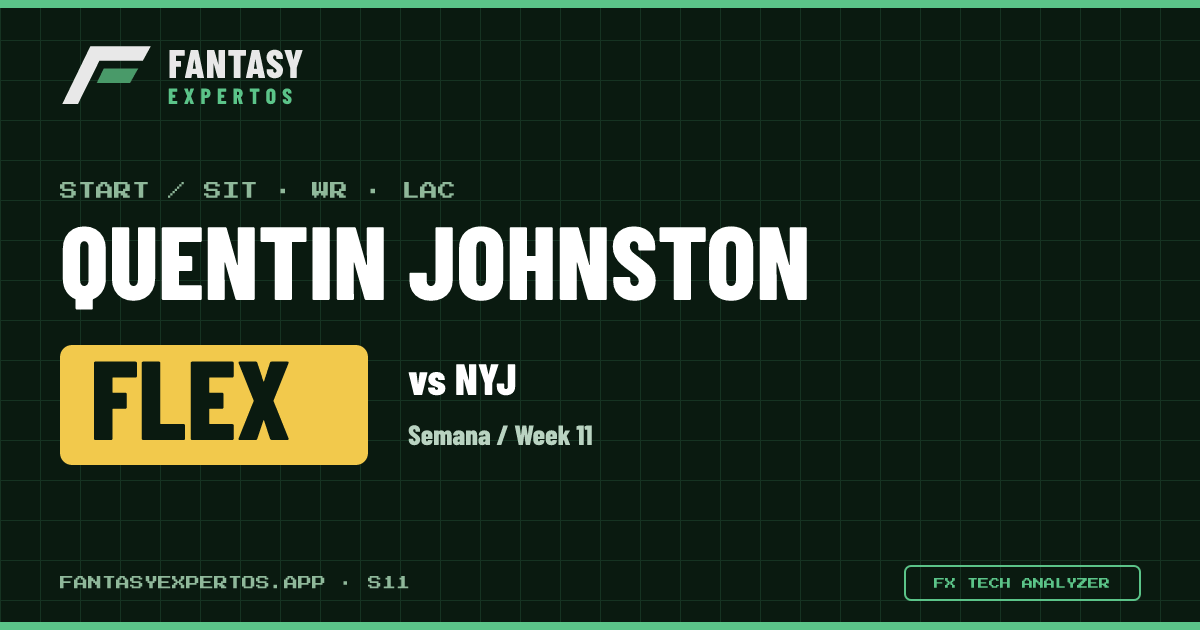 FANTASY
EXPERTOS
START / SIT · WR · LAC
QUENTIN JOHNSTON
FLEX
vs NYJ
Semana / Week 11
FANTASYEXPERTOS.APP · S11
FX TECH ANALYZER